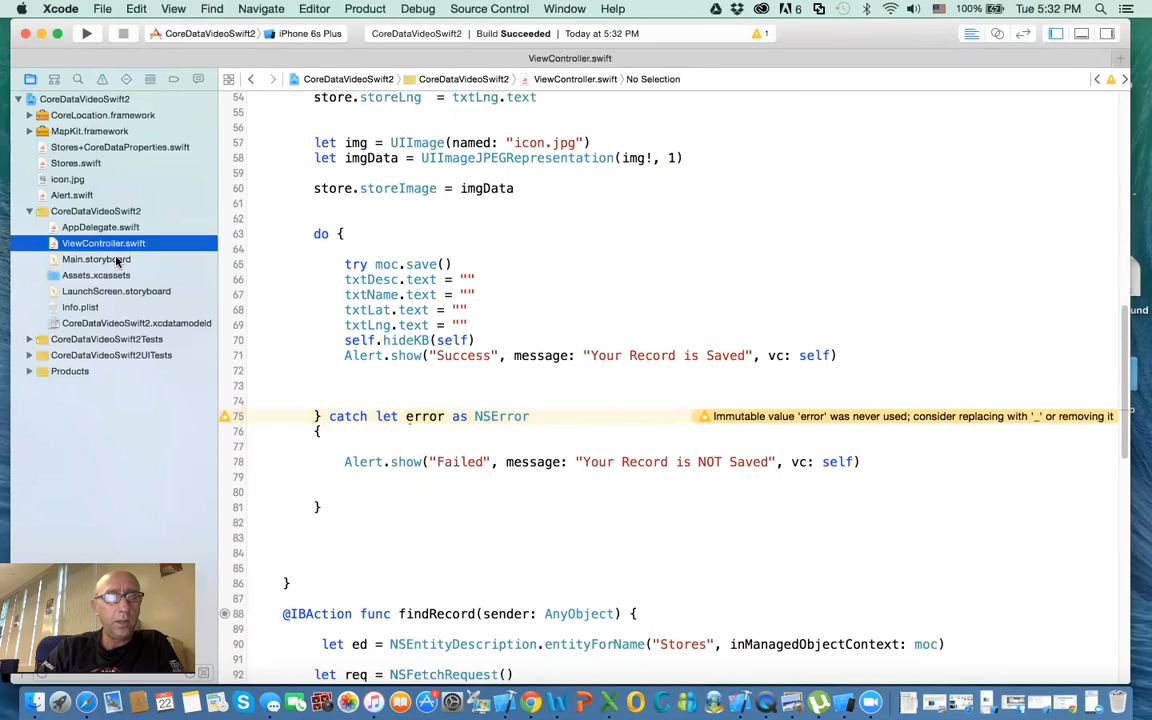 Xcode File Edit View Find Navigate Editor Product Debug Source Control Window Help 6 100% Tue 5:32 PM
CoreDataVideoSwift2 iPhone 6s Plus CoreDataVideoSwift2 Build Succeeded Today at 5:32 PM 1
ViewController.swift
CoreDataVideoSwift2 CoreDataVideoSwift2 ViewController.swift No Selection
CoreDataVideoSwift2
CoreLocation.framework
MapKit.framework
Stores+CoreDataProperties.swift
Stores.swift
icon.jpg
Alert.swift
CoreDataVideoSwift2
AppDelegate.swift
ViewController.swift
Main.storyboard
Assets.xcassets
LaunchScreen.storyboard
Info.plist
CoreDataVideoSwift2.xcdatamodeld
CoreDataVideoSwift2Tests
CoreDataVideoSwift2UITests
Products
54 store.storeLng = txtLng.text
55
56
57 let img = UIImage(named: "icon.jpg")
58 let imgData = UIImageJPEGRepresentation(img!, 1)
59
60 store.storeImage = imgData
61
62
63 do {
64
65 try moc.save()
66 txtDesc.text = ""
67 txtName.text = ""
68 txtLat.text = ""
69 txtLng.text = ""
70 self.hideKB(self)
71 Alert.show("Success", message: "Your Record is Saved", vc: self)
72
73
74
75 } catch let error as NSError Immutable value 'error' was never used; consider replacing with '_' or removing it
76 {
77
78 Alert.show("Failed", message: "Your Record is NOT Saved", vc: self)
79
80
81 }
82
83
84
85
86 }
88 @IBAction func findRecord(sender: AnyObject) {
89
90 let ed = NSEntityDescription.entityForName("Stores", inManagedObjectContext: moc)
91
92 let req = NSFetchRequest()
ound